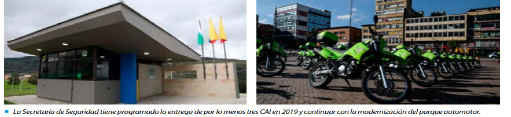 La Secretaría de Seguridad tiene programado la entrega de por lo menos tres CAI en 2019 y continuar con la modernización del parque automotor.